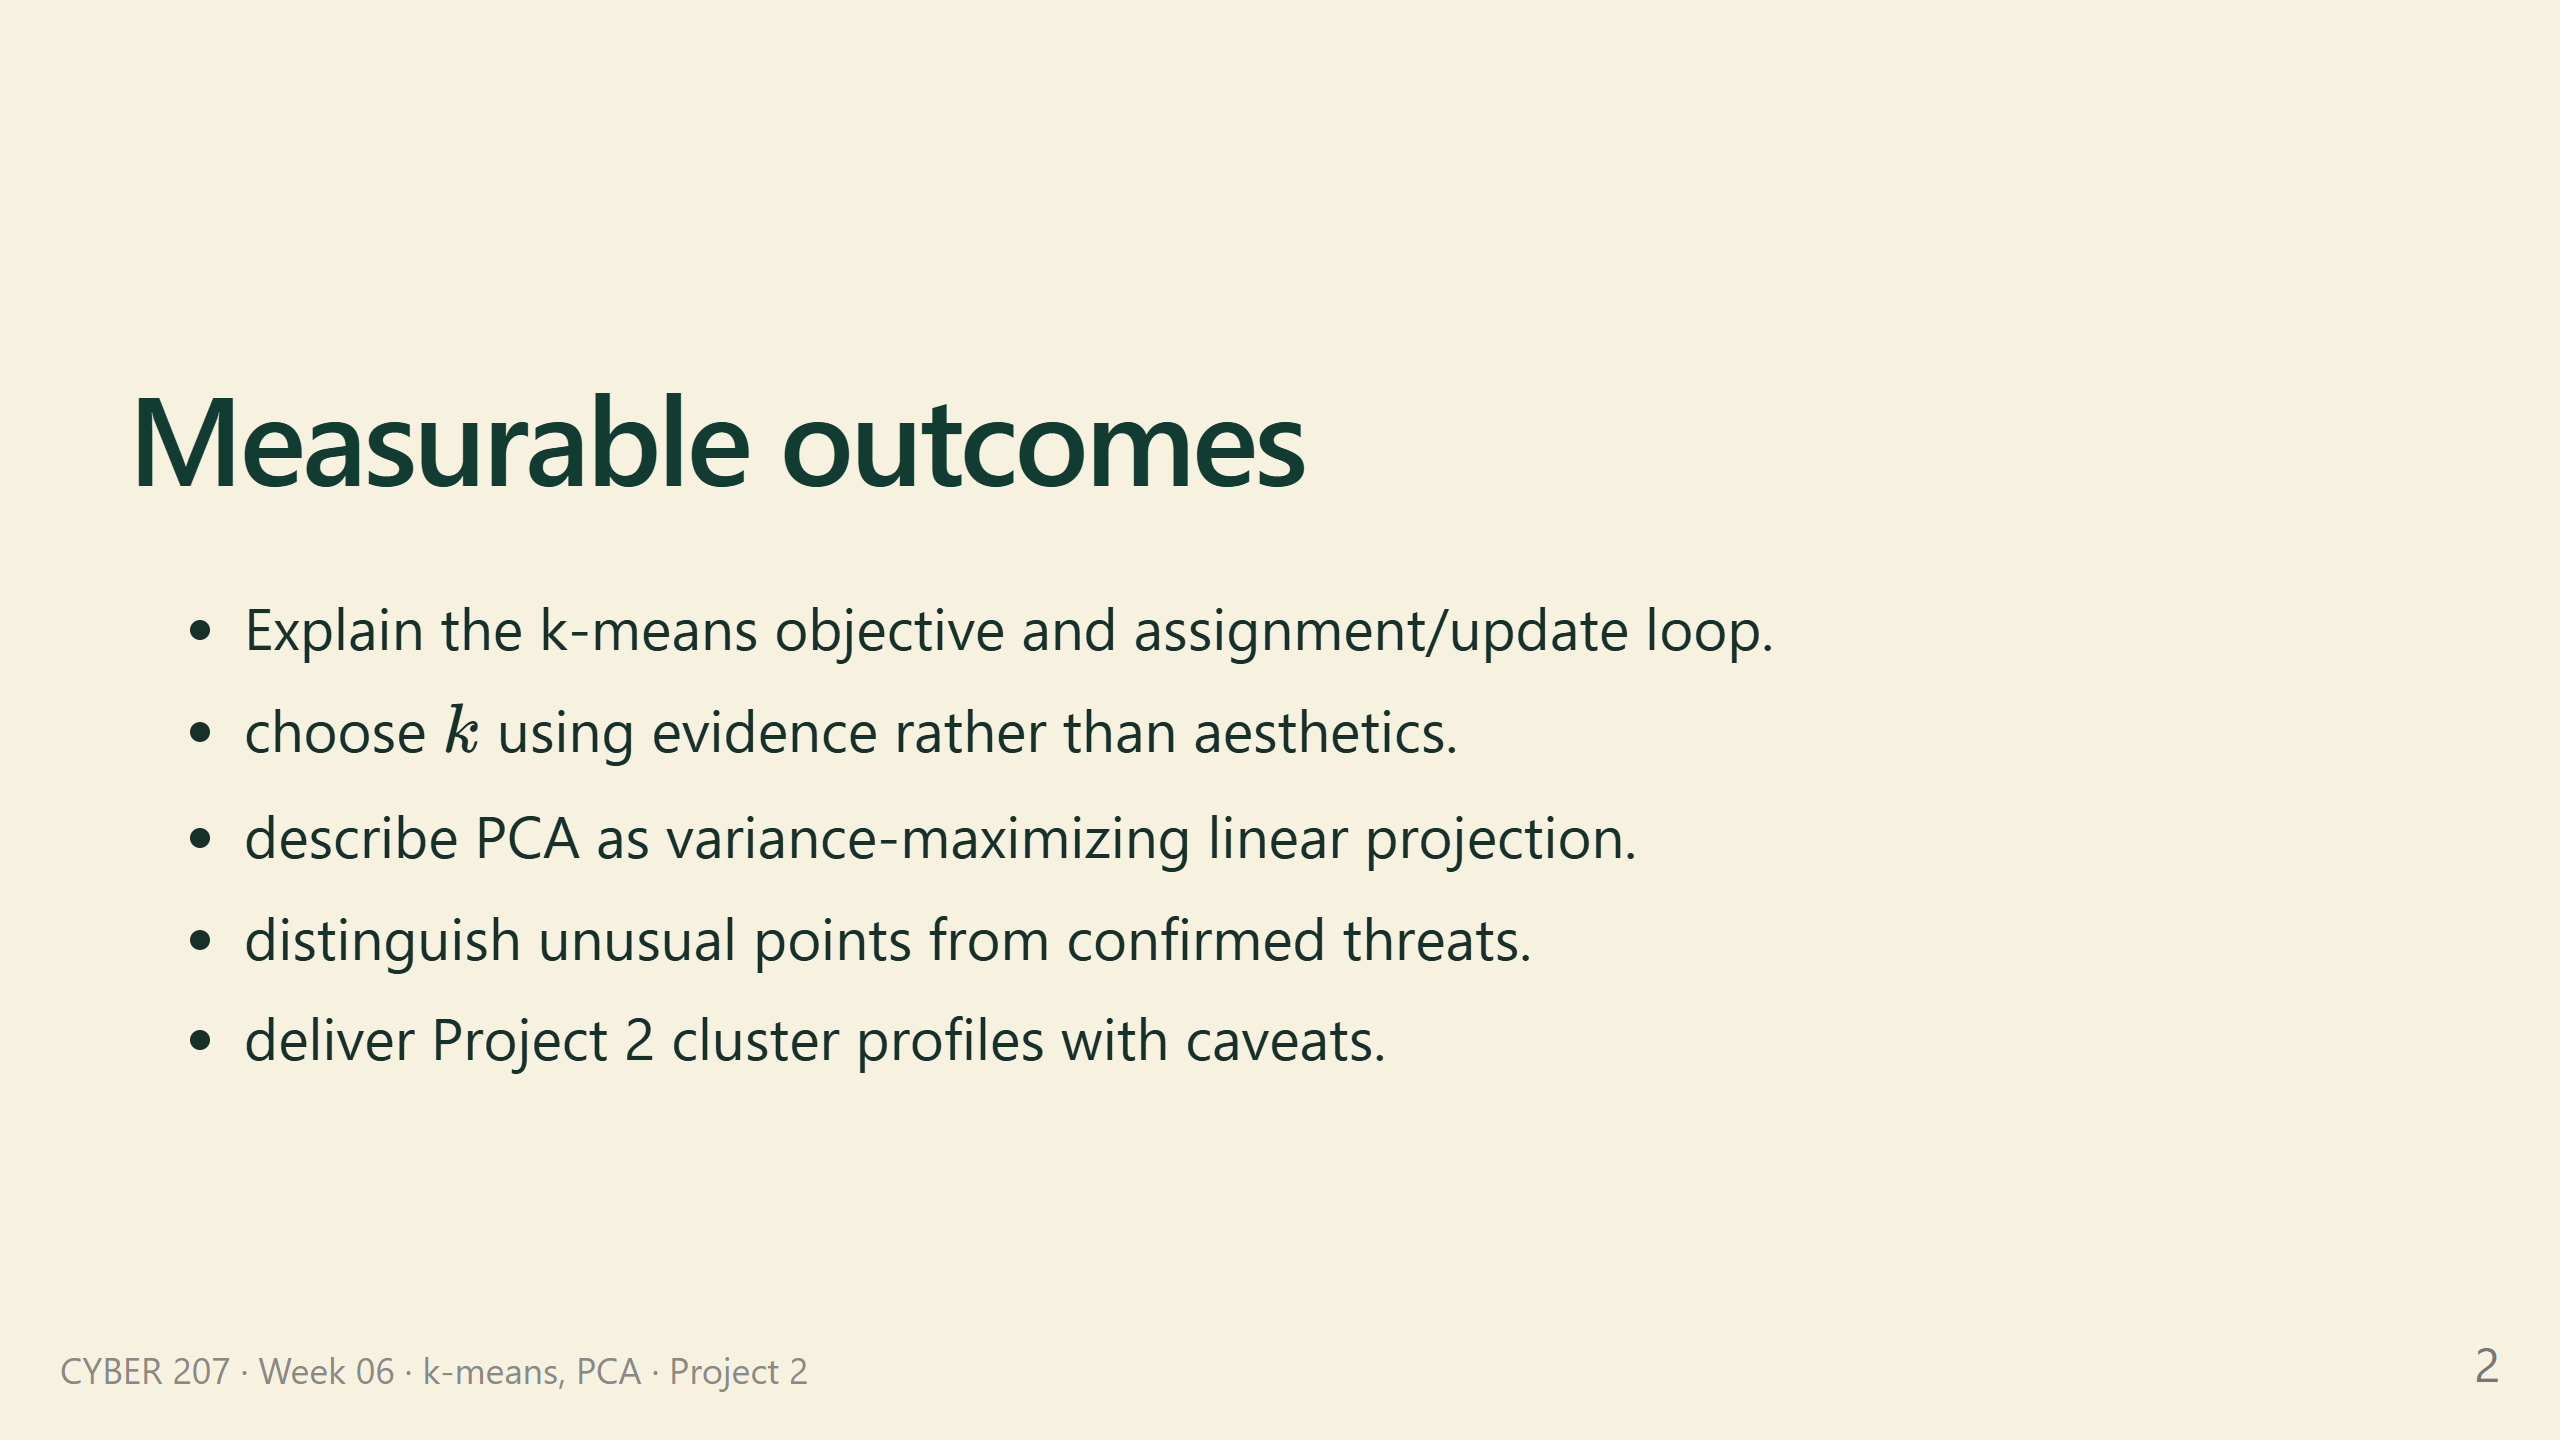 Measurable outcomes
• Explain the k-means objective and assignment/update loop.
• choose k using evidence rather than aesthetics.
• describe PCA as variance-maximizing linear projection.
• distinguish unusual points from confirmed threats.
• deliver Project 2 cluster profiles with caveats.
CYBER 207 · Week 06 · k-means, PCA · Project 2
2